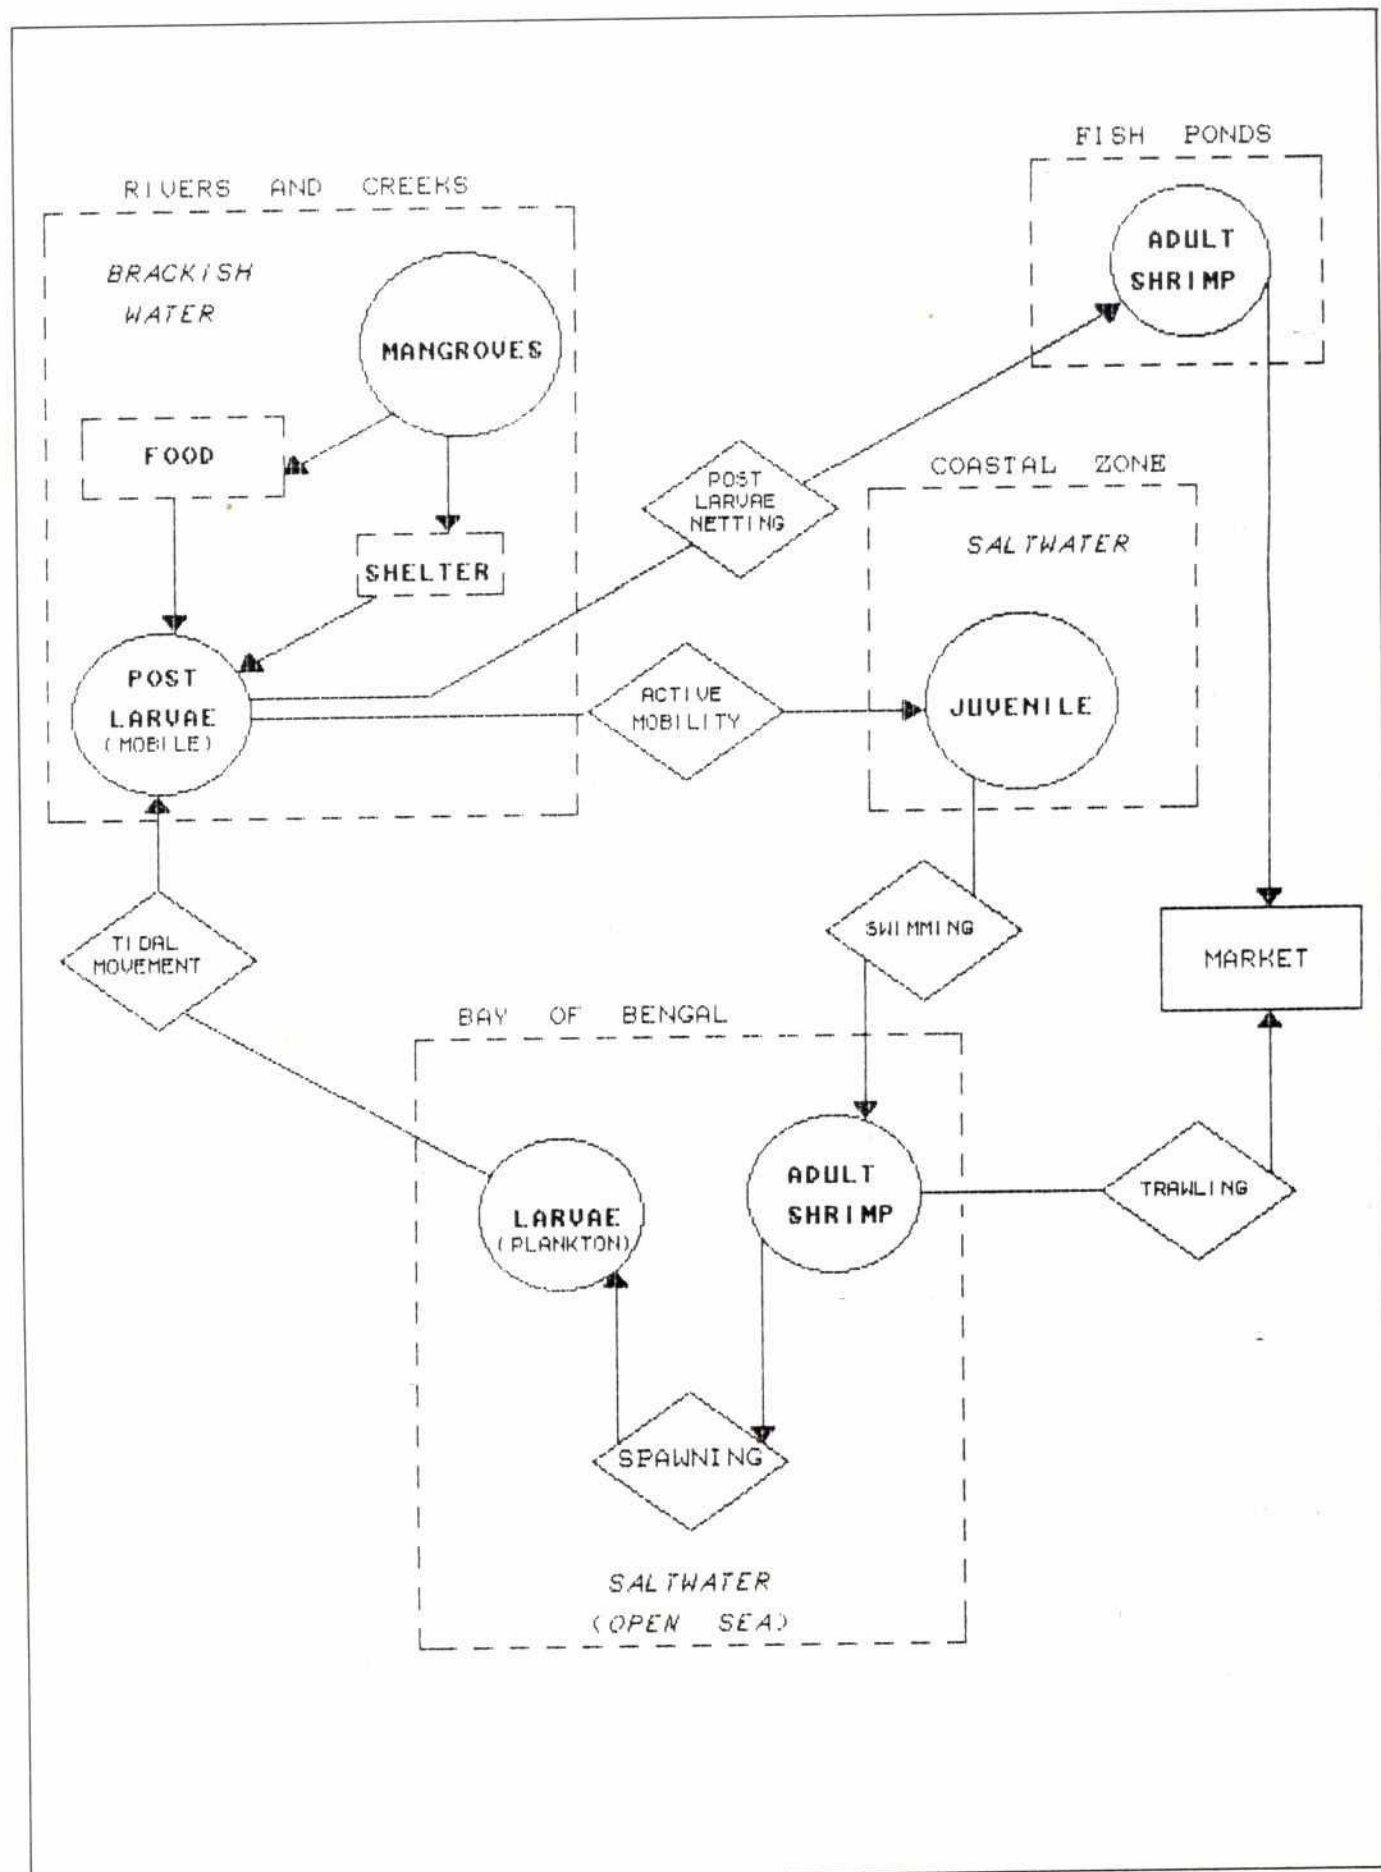 FISH PONDS
ADULT
SHRIMP
RIVERS AND CREEKS
BRACKISH
WATER
MANGROVES
FOOD
SHELTER
POST
LARVAE
(MOBILE)
POST
LARVAE
NETTING
COASTAL ZONE
SALTWATER
ACTIVE
MOBILITY
JUVENILE
TIDAL
MOVEMENT
SWIMMING
MARKET
BAY OF BENGAL
LARVAE
(PLANKTON)
ADULT
SHRIMP
TRAWLING
SPAWNING
SALTWATER
(OPEN SEA)